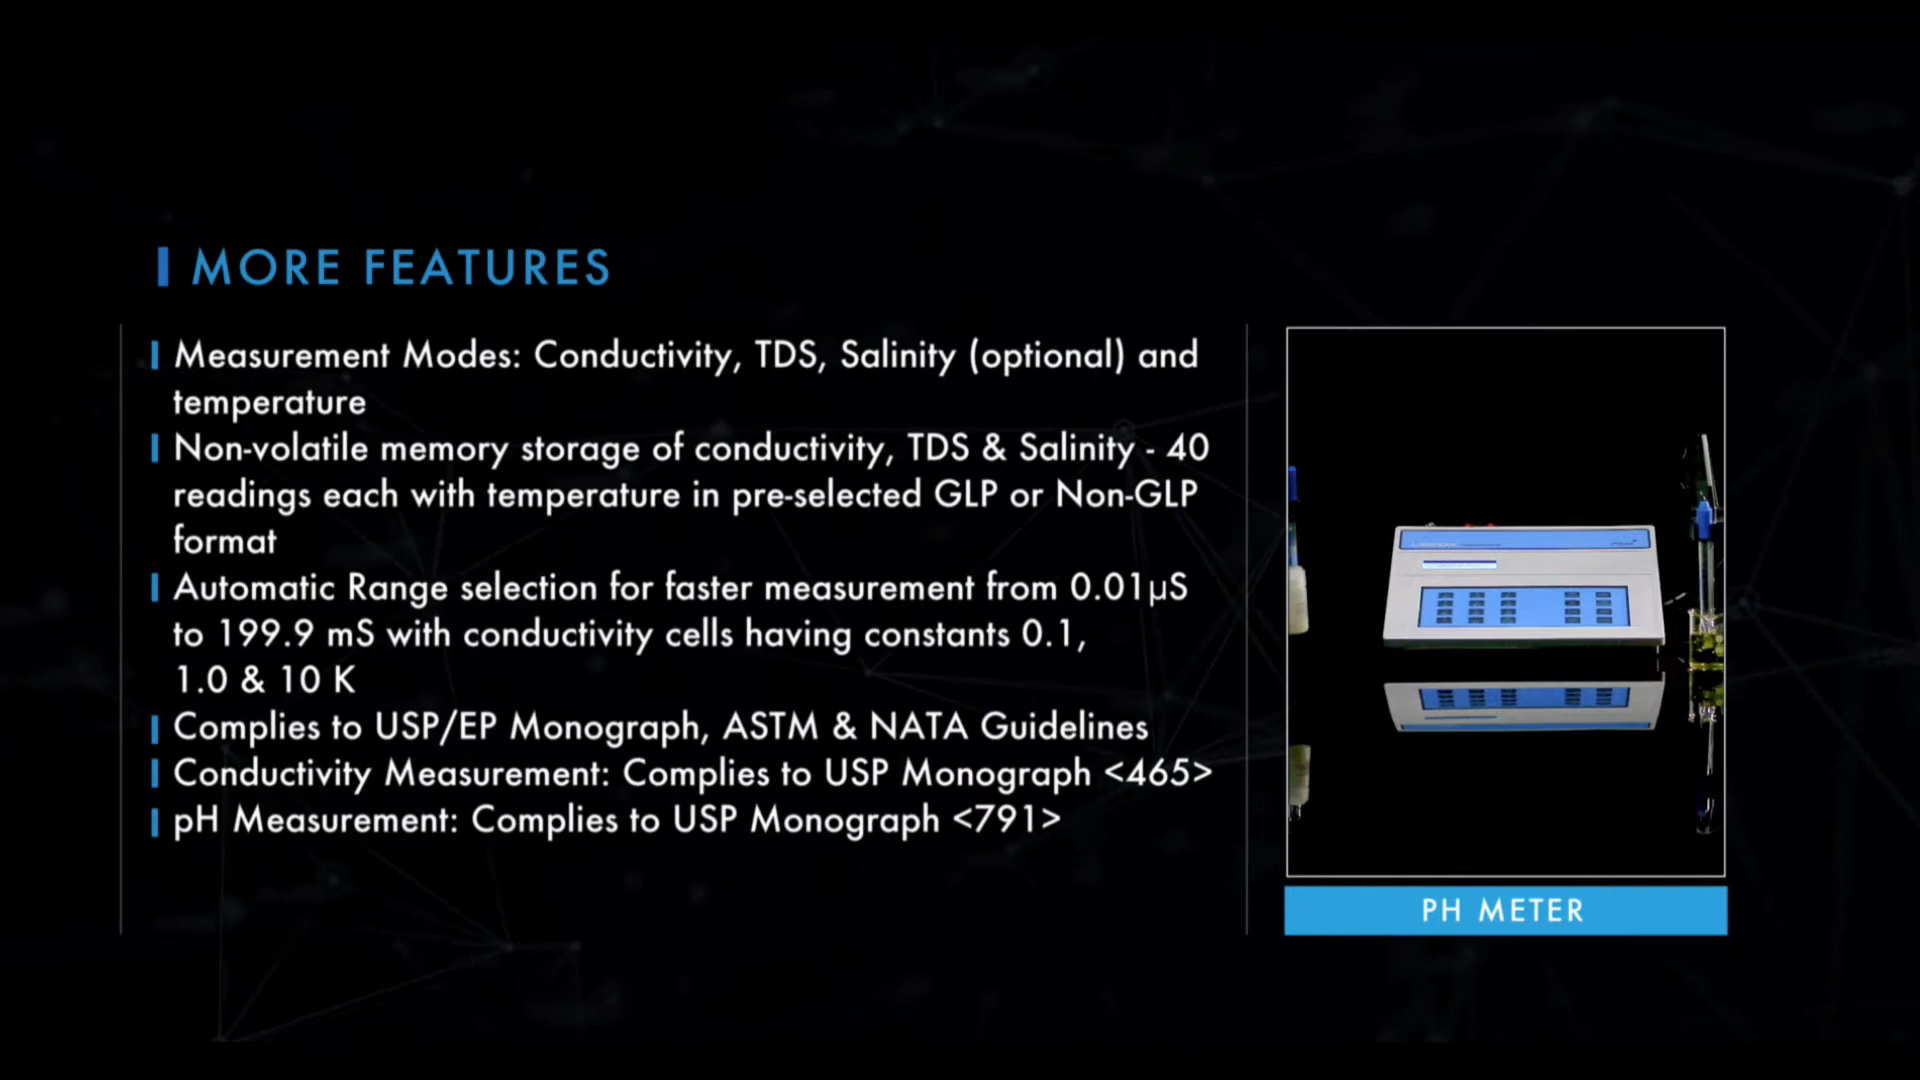 MORE FEATURES
Measurement Modes: Conductivity, TDS, Salinity (optional) and
temperature
Non-volatile memory storage of conductivity, TDS & Salinity - 40
readings each with temperature in pre-selected GLP or Non-GLP
format
Automatic Range selection for faster measurement from 0.01µS
to 199.9 mS with conductivity cells having constants 0.1,
1.0 & 10 K
Complies to USP/EP Monograph, ASTM & NATA Guidelines
Conductivity Measurement: Complies to USP Monograph <465>
pH Measurement: Complies to USP Monograph <791>
PH METER